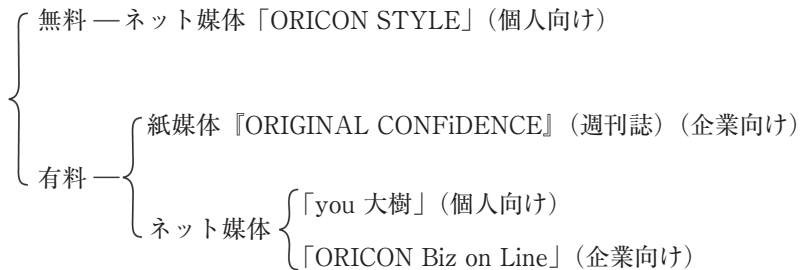 無料 ― ネット媒体「ORICON STYLE」（個人向け）
紙媒体『ORIGINAL CONFiDENCE』（週刊誌）（企業向け）
有料 ―
ネット媒体
「you 大樹」（個人向け）
「ORICON Biz on Line」（企業向け）